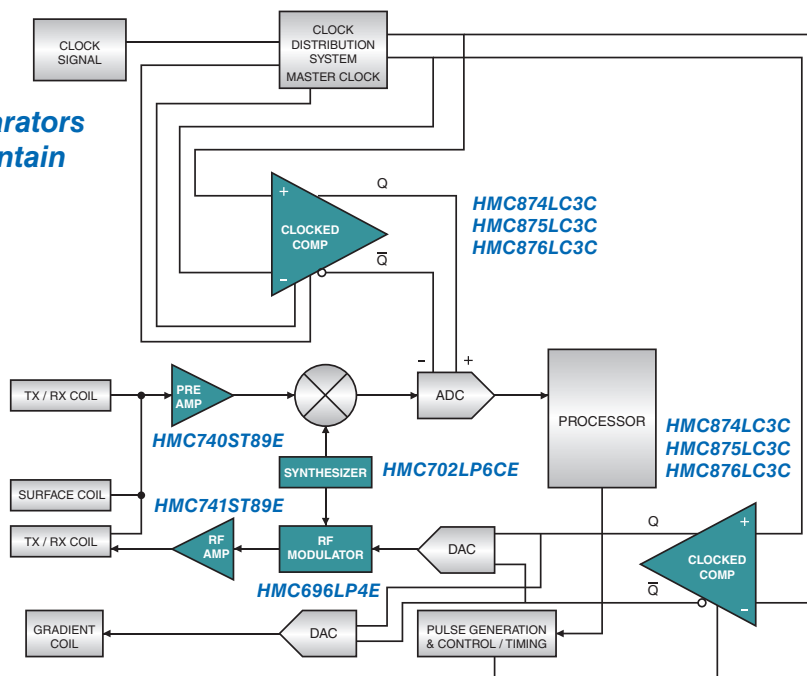 CLOCK
SIGNAL
CLOCK
DISTRIBUTION
SYSTEM
MASTER CLOCK
arators
ntain
+
CLOCKED
COMP
-
Q
Q̅
HMC874LC3C
HMC875LC3C
HMC876LC3C
- +
TX / RX COIL
PRE
AMP
HMC740ST89E
ADC
PROCESSOR
HMC874LC3C
HMC875LC3C
HMC876LC3C
SYNTHESIZER
HMC702LP6CE
SURFACE COIL
HMC741ST89E
TX / RX COIL
RF
AMP
RF
MODULATOR
HMC696LP4E
DAC
Q
+
CLOCKED
COMP
Q̅
-
GRADIENT
COIL
DAC
PULSE GENERATION
& CONTROL / TIMING